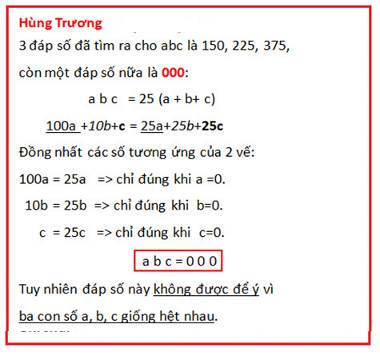 Hùng Trương
3 đáp số đã tìm ra cho abc là 150, 225, 375,
còn một đáp số nữa là 000:
a b c = 25 (a + b+ c)
100a +10b+c = 25a+25b+25c
Đồng nhất các số tương ứng của 2 vế:
100a = 25a => chỉ đúng khi a =0.
10b = 25b => chỉ đúng khi b=0.
c = 25c => chỉ đúng khi c=0.
a b c = 0 0 0
Tuy nhiên đáp số này không được để ý vì
ba con số a, b, c giống hệt nhau.